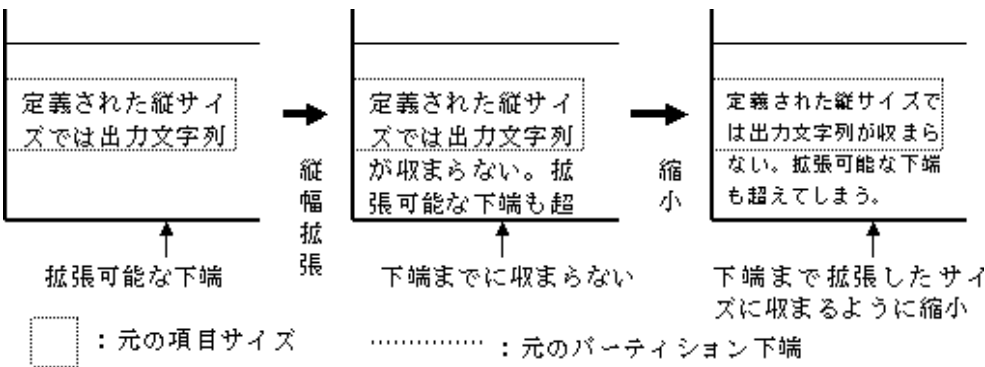 定義された縦サイ
ズでは出力文字列
拡張可能な下端
縦
幅
拡
張
定義された縦サイ
ズでは出力文字列
が収まらない。拡
張可能な下端も超
下端までに収まらない
縮
小
定義された縦サイズで
は出力文字列が収まら
ない。拡張可能な下端
も超えてしまう。
下端まで拡張したサイ
ズに収まるように縮小
：元の項目サイズ
：元のパーティション下端